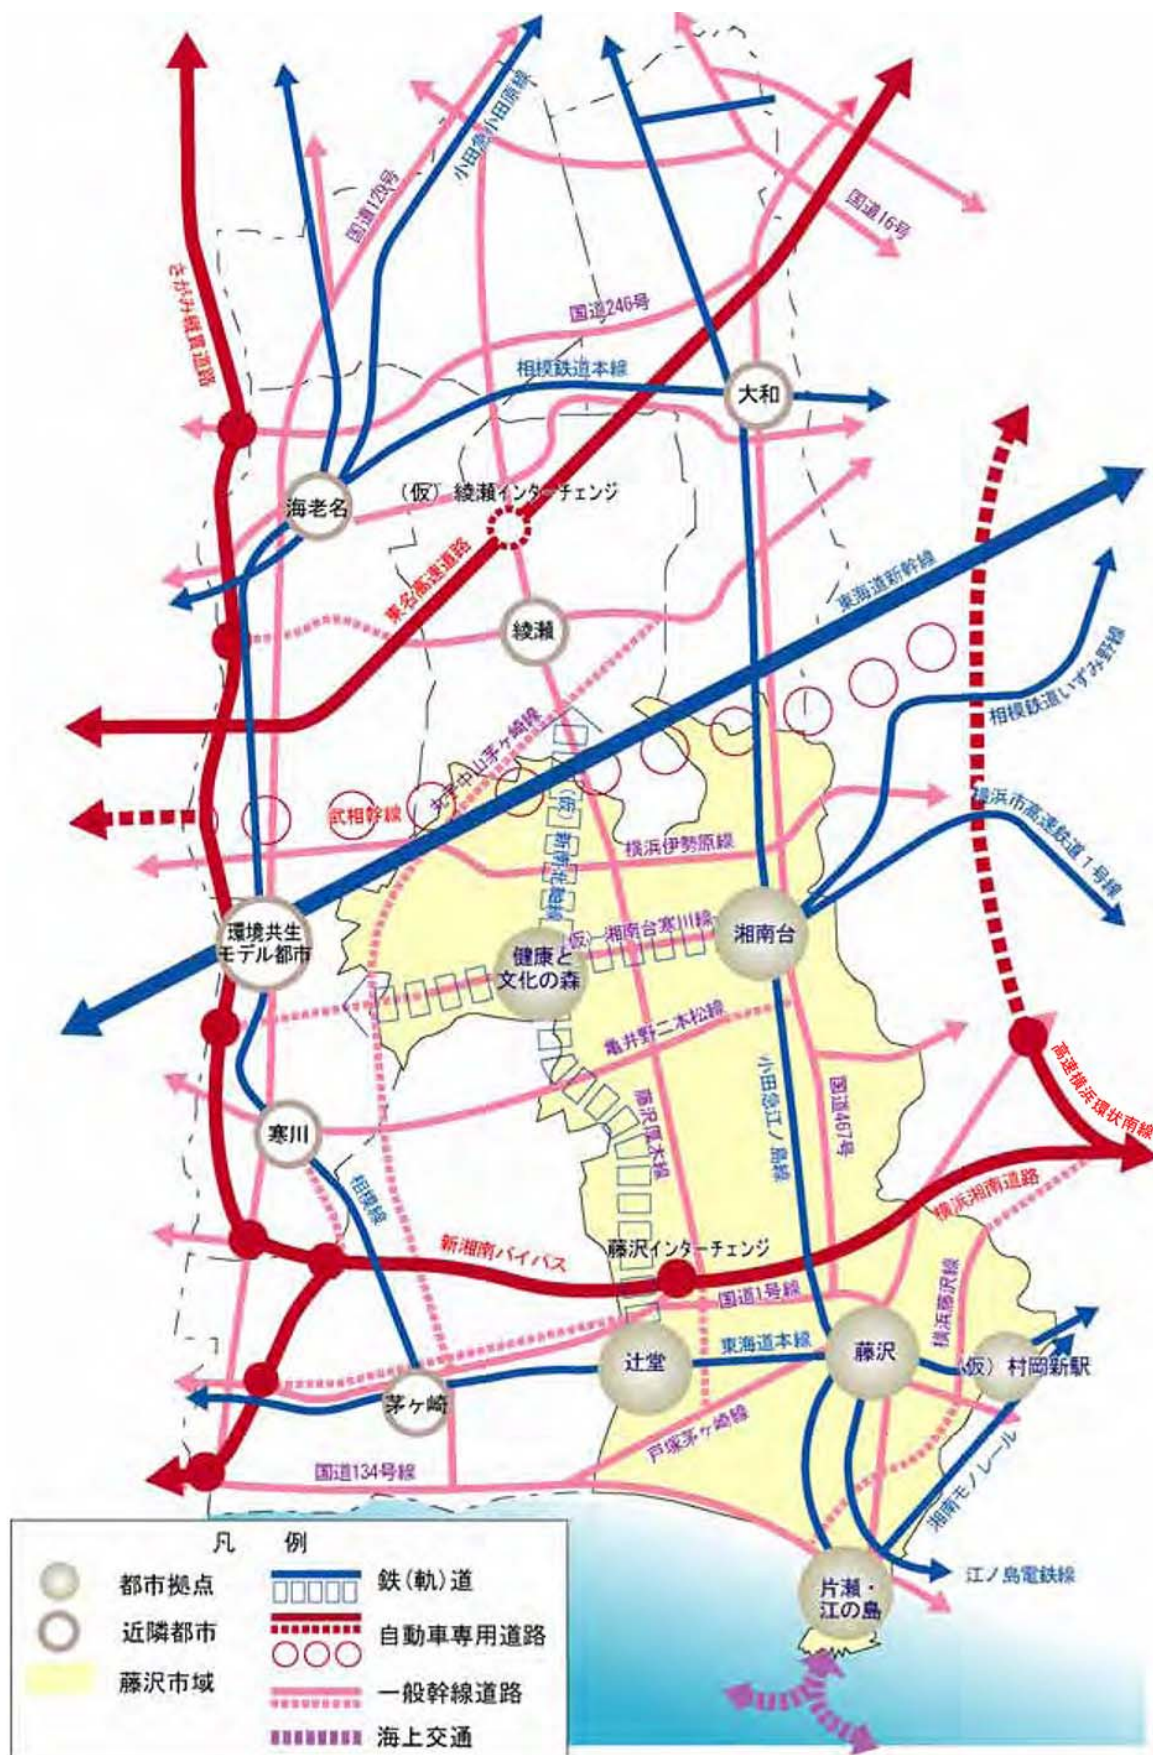 小田急小田原線
国道129号
国道16号
さがみ縦貫道路
国道246号
相模鉄道本線
大和
海老名
（仮）綾瀬インターチェンジ
東名高速道路
綾瀬
東海道新幹線
相模鉄道いずみ野線
丸子中山茅ヶ崎線
武相幹線
（仮）新南北軸線
横浜伊勢原線
横浜市高速鉄道1号線
環境共生
モデル都市
健康と
文化の森
仮）湘南台寒川線
湘南台
亀井野二本松線
高速横浜環状南線
寒川
相模線
藤沢厚木線
小田急江ノ島線
国道467号
横浜湘南道路
新湘南バイパス
藤沢インターチェンジ
国道1号線
横浜藤沢線
辻堂
東海道本線
藤沢
（仮）村岡新駅
茅ヶ崎
戸塚茅ヶ崎線
国道134号線
湘南モノレール
江ノ島電鉄線
片瀬・
江の島
凡 例
都市拠点
近隣都市
藤沢市域
鉄（軌）道
自動車専用道路
一般幹線道路
海上交通